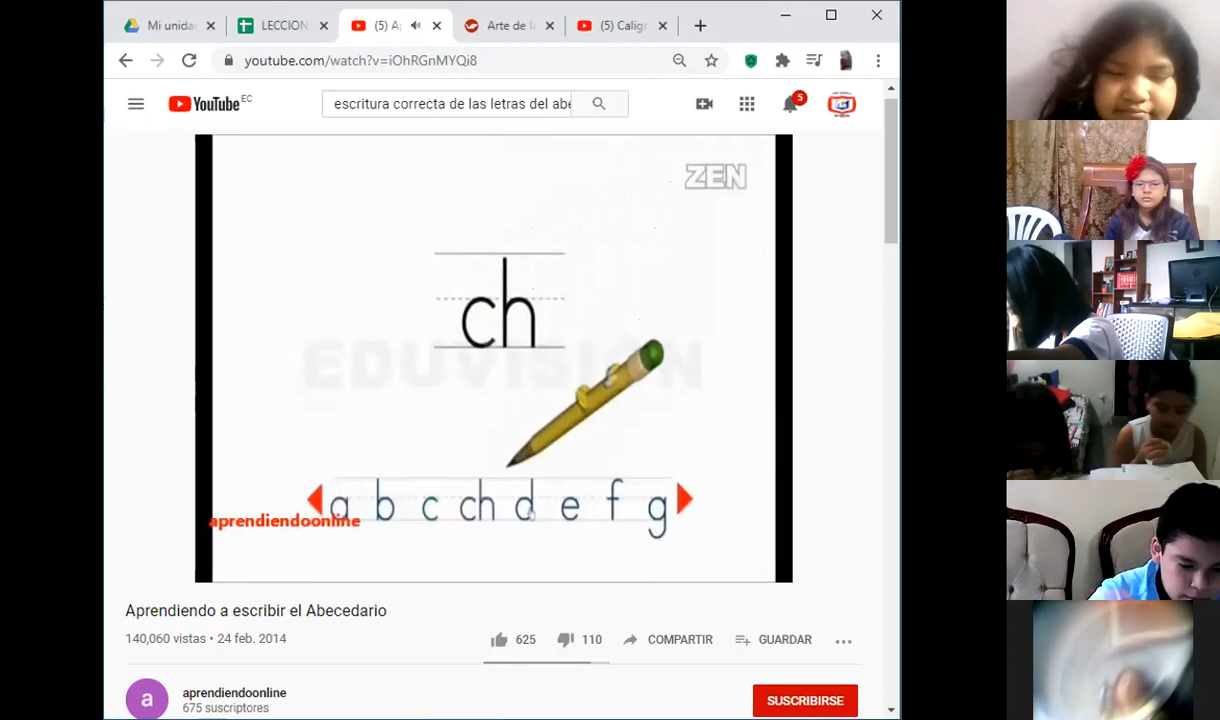 Mi unidad
LECCION
(5) A
Arte de la
(5) Calig
youtube.com/watch?v=iOhRGnMYQi8
YouTube EC
escritura correcta de las letras del abe
5
ZEN
ch
EDUVISION
a b c ch d e f g
aprendiendoonline
Aprendiendo a escribir el Abecedario
140,060 vistas • 24 feb. 2014
625 110 COMPARTIR GUARDAR
a
aprendiendoonline
675 suscriptores
SUSCRIBIRSE